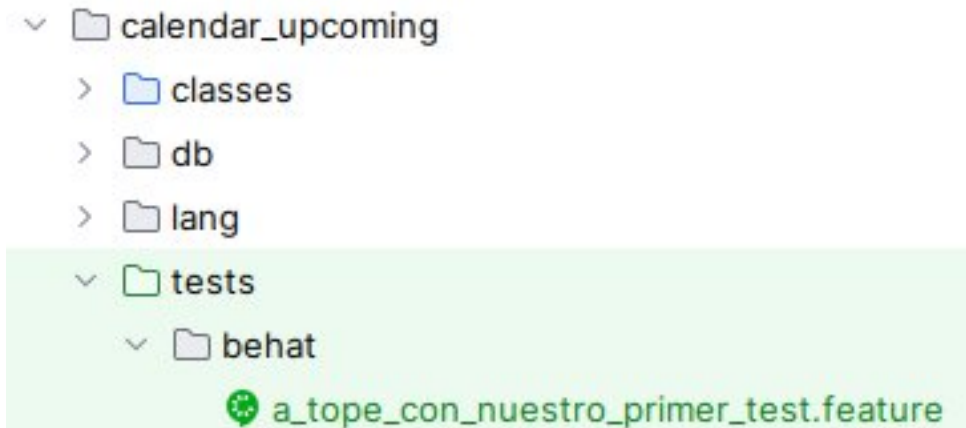 calendar_upcoming
classes
db
lang
tests
behat
a_tope_con_nuestro_primer_test.feature